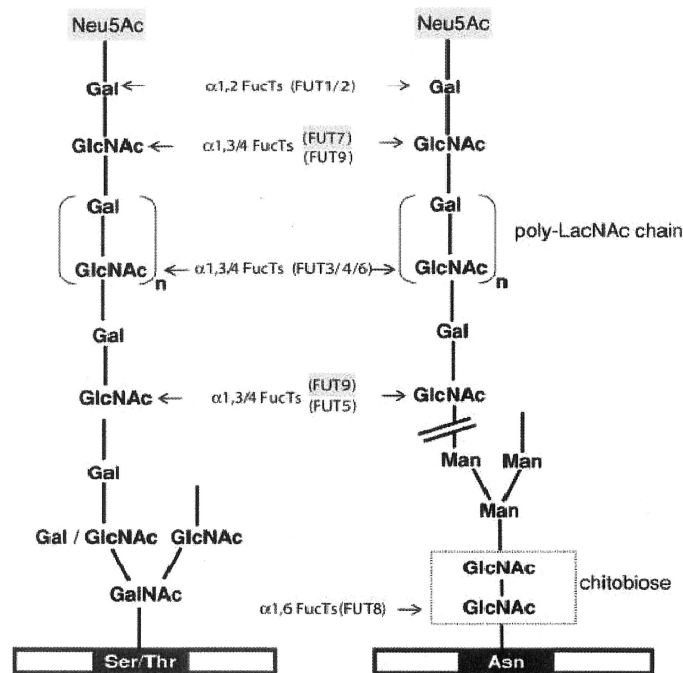 Neu5Ac Neu5Ac
Gal α1,2 FucTs (FUT1/2) Gal
GlcNAc α1,3/4 FucTs (FUT7) GlcNAc
(FUT9)
Gal Gal
poly-LacNAc chain
GlcNAc n α1,3/4 FucTs (FUT3/4/6) GlcNAc n
Gal Gal
GlcNAc α1,3/4 FucTs (FUT9) GlcNAc
(FUT5)
Gal Man Man
Gal / GlcNAc GlcNAc Man
GlcNAc
chitobiose
GalNAc α1,6 FucTs(FUT8) GlcNAc
Ser/Thr Asn